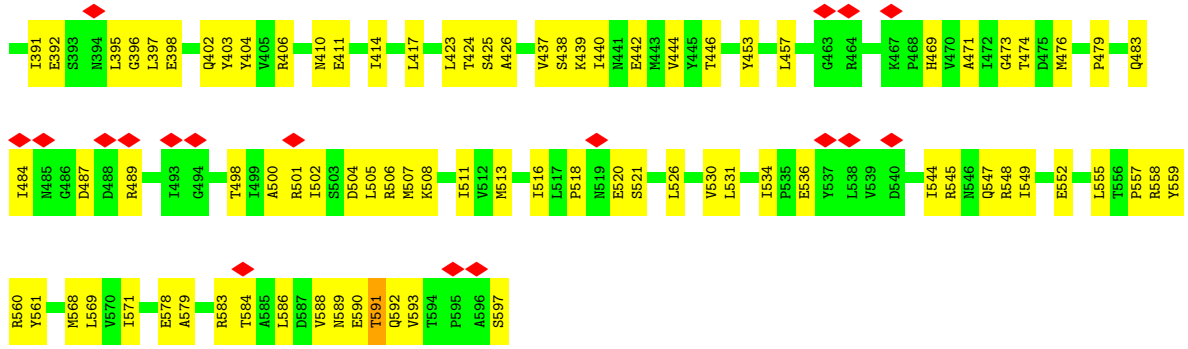 I391 E392 S393 N394 L395 G396 L397 E398 Q402 Y403 Y404 V405 R406 N410 E411 I414 L417 L423 T424 S425 A426 V437 S438 K439 I440 N441 E442 M443 V444 Y445 T446 Y453 L457 G463 R464 K467 P468 H469 V470 A471 I472 G473 T474 D475 M476 P479 Q483
I484 N485 G486 D487 D488 R489 I493 G494 T498 I499 A500 R501 I502 S503 D504 L505 R506 M507 K508 I511 V512 M513 I516 L517 P518 N519 E520 S521 L526 V530 L531 I534 P535 E536 Y537 L538 V539 D540 I544 R545 N546 Q547 R548 I549 E552 L555 T556 P557 R558 Y559
R560 Y561 M568 L569 V570 I571 E578 A579 R583 T584 A585 L586 D587 V588 N589 E590 T591 Q592 V593 T594 P595 A596 S597